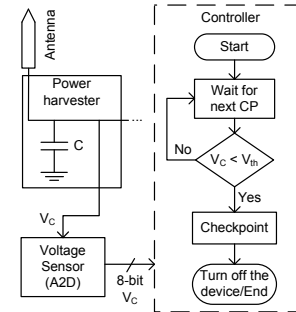 Antenna
Power
harvester
C
...
V_C
Voltage
Sensor
(A2D)
8-bit
V_C
Controller
Start
Wait for
next CP
No
V_C < V_th
Yes
Checkpoint
Turn off the
device/End